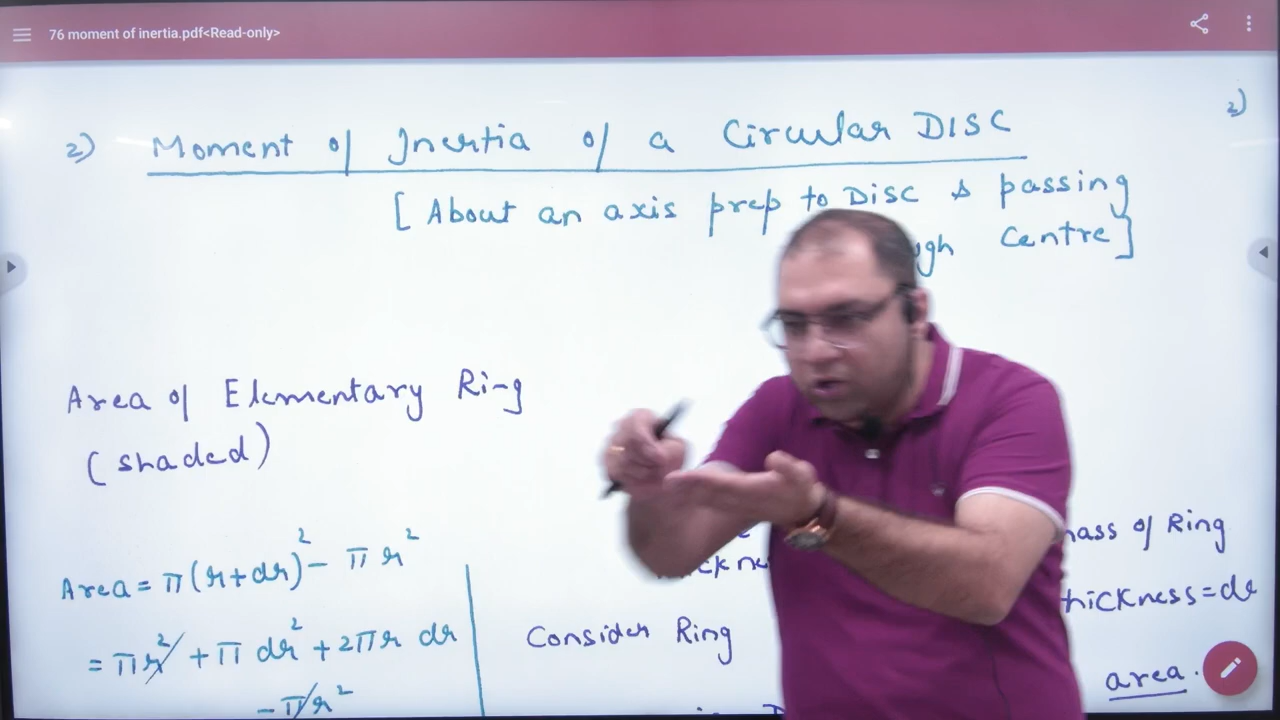 76 moment of inertia.pdf<Read-only>
2) Moment of Inertia of a Circular DISC
2)
[About an axis prep to Disc & passing
ugh Centre]
Area of Elementary Ring
(shaded)
Area = π(r+dr)² - πr²
= πr² + π dr² + 2πr dr
- πr²
mass of Ring
thickness = dr
Consider Ring
area.